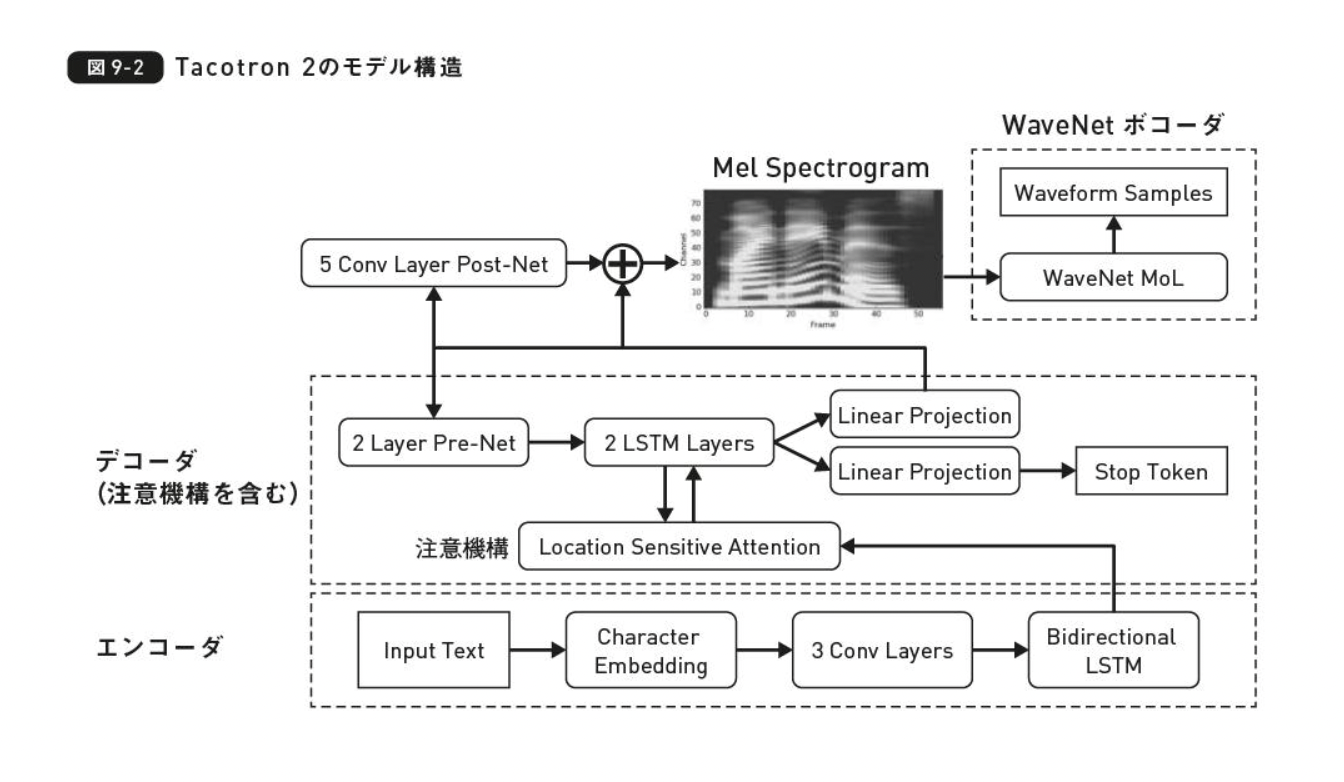 図 9-2 Tacotron 2のモデル構造
WaveNet ボコーダ
Mel Spectrogram
Waveform Samples
5 Conv Layer Post-Net
WaveNet MoL
Channel
70
60
50
40
30
20
10
0
0 10 20 30 40 50
Frame
デコーダ
(注意機構を含む)
2 Layer Pre-Net
2 LSTM Layers
Linear Projection
Linear Projection
Stop Token
注意機構
Location Sensitive Attention
エンコーダ
Input Text
Character
Embedding
3 Conv Layers
Bidirectional
LSTM